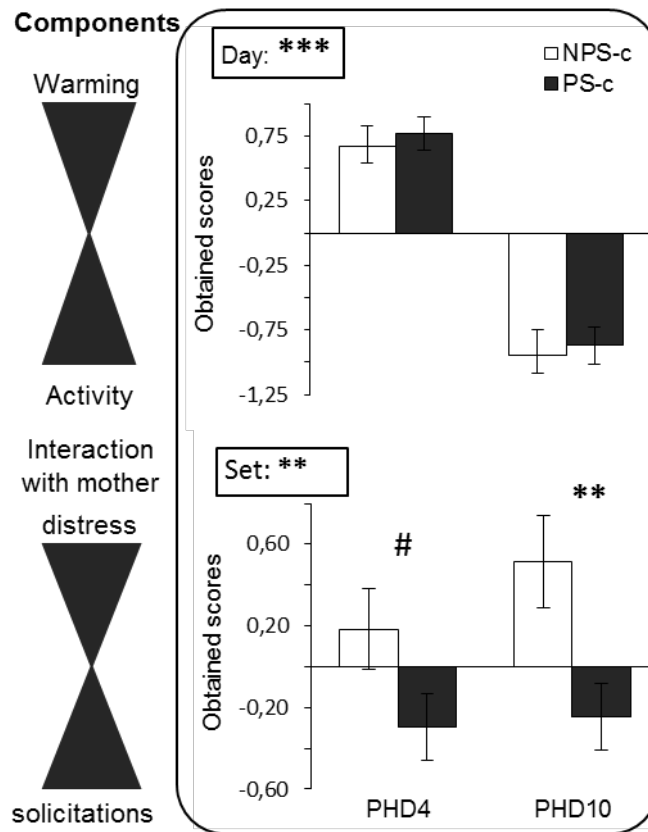 Components
Warming
Activity
Interaction
with mother
distress
solicitations
Day: ***
NPS-c
PS-c
Obtained scores
0,75
0,25
-0,25
-0,75
-1,25
Set: **
#
**
Obtained scores
0,60
0,20
-0,20
-0,60
PHD4 PHD10